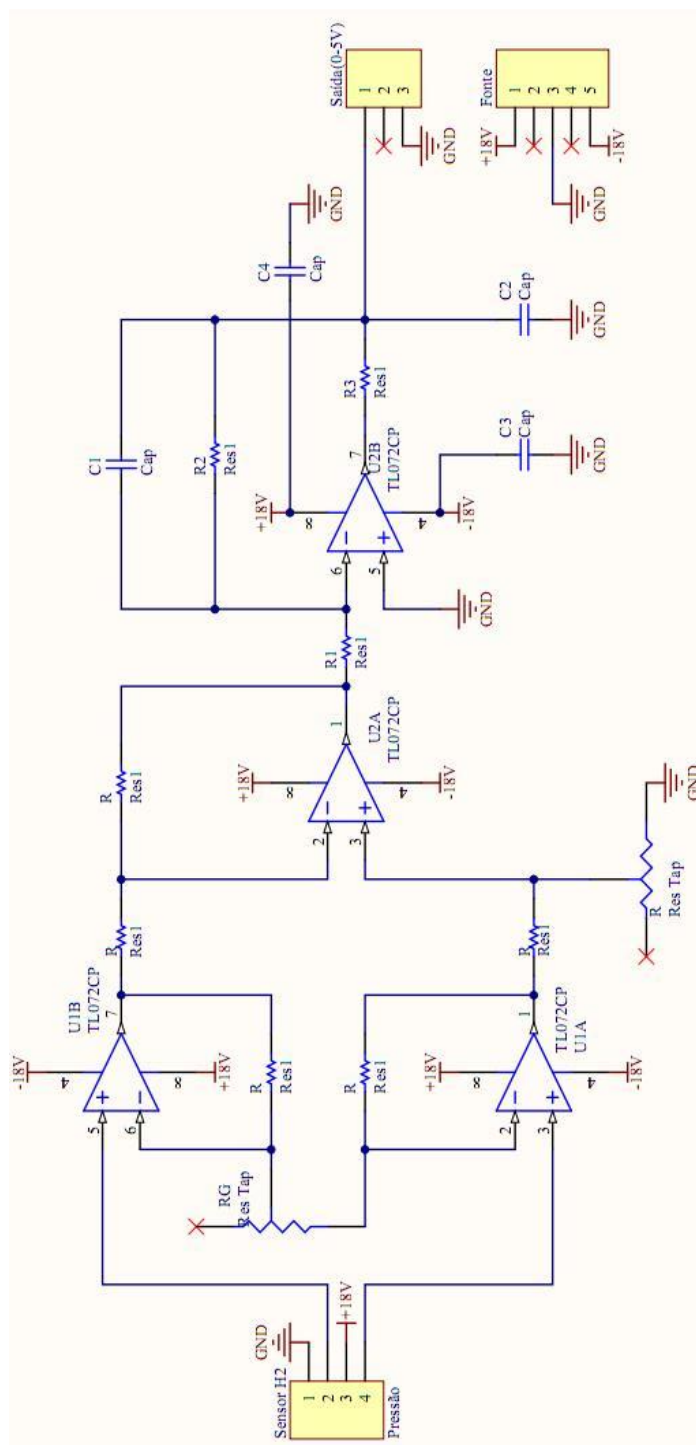 Sensor H2
1
2
3
4
Pressão
GND
+18V
RG
Res Tap
U1B
TL072CP
-18V
4
5
6
7
8
+18V
R
Res1
R
Res1
+18V
8
2
3
1
4
-18V
TL072CP
U1A
R
Res1
R
Res1
R
Res1
R
Res Tap
GND
+18V
8
2
3
1
4
-18V
U2A
TL072CP
R1
Res1
C1
Cap
R2
Res1
+18V
8
6
5
7
4
-18V
U2B
TL072CP
GND
R3
Res1
C4
Cap
GND
C3
Cap
GND
C2
Cap
GND
Saída(0-5V)
1
2
3
GND
Fonte
1
2
3
4
5
+18V
GND
-18V